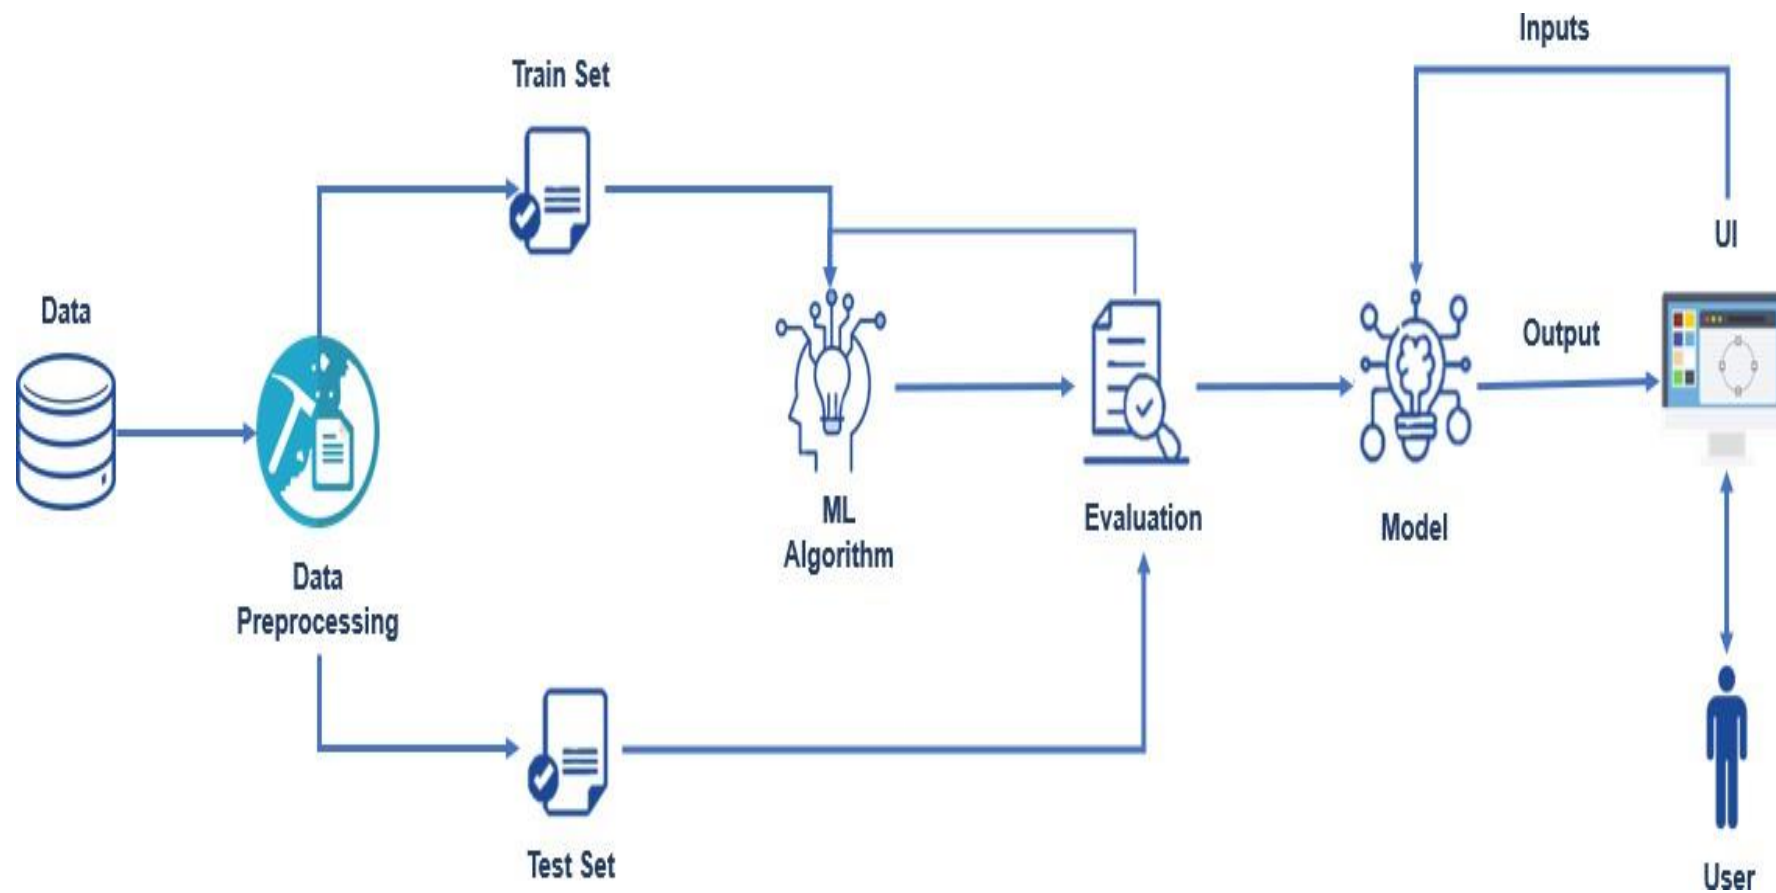 Inputs
Train Set
UI
Data
Output
ML
Algorithm
Evaluation
Model
Data
Preprocessing
Test Set
User